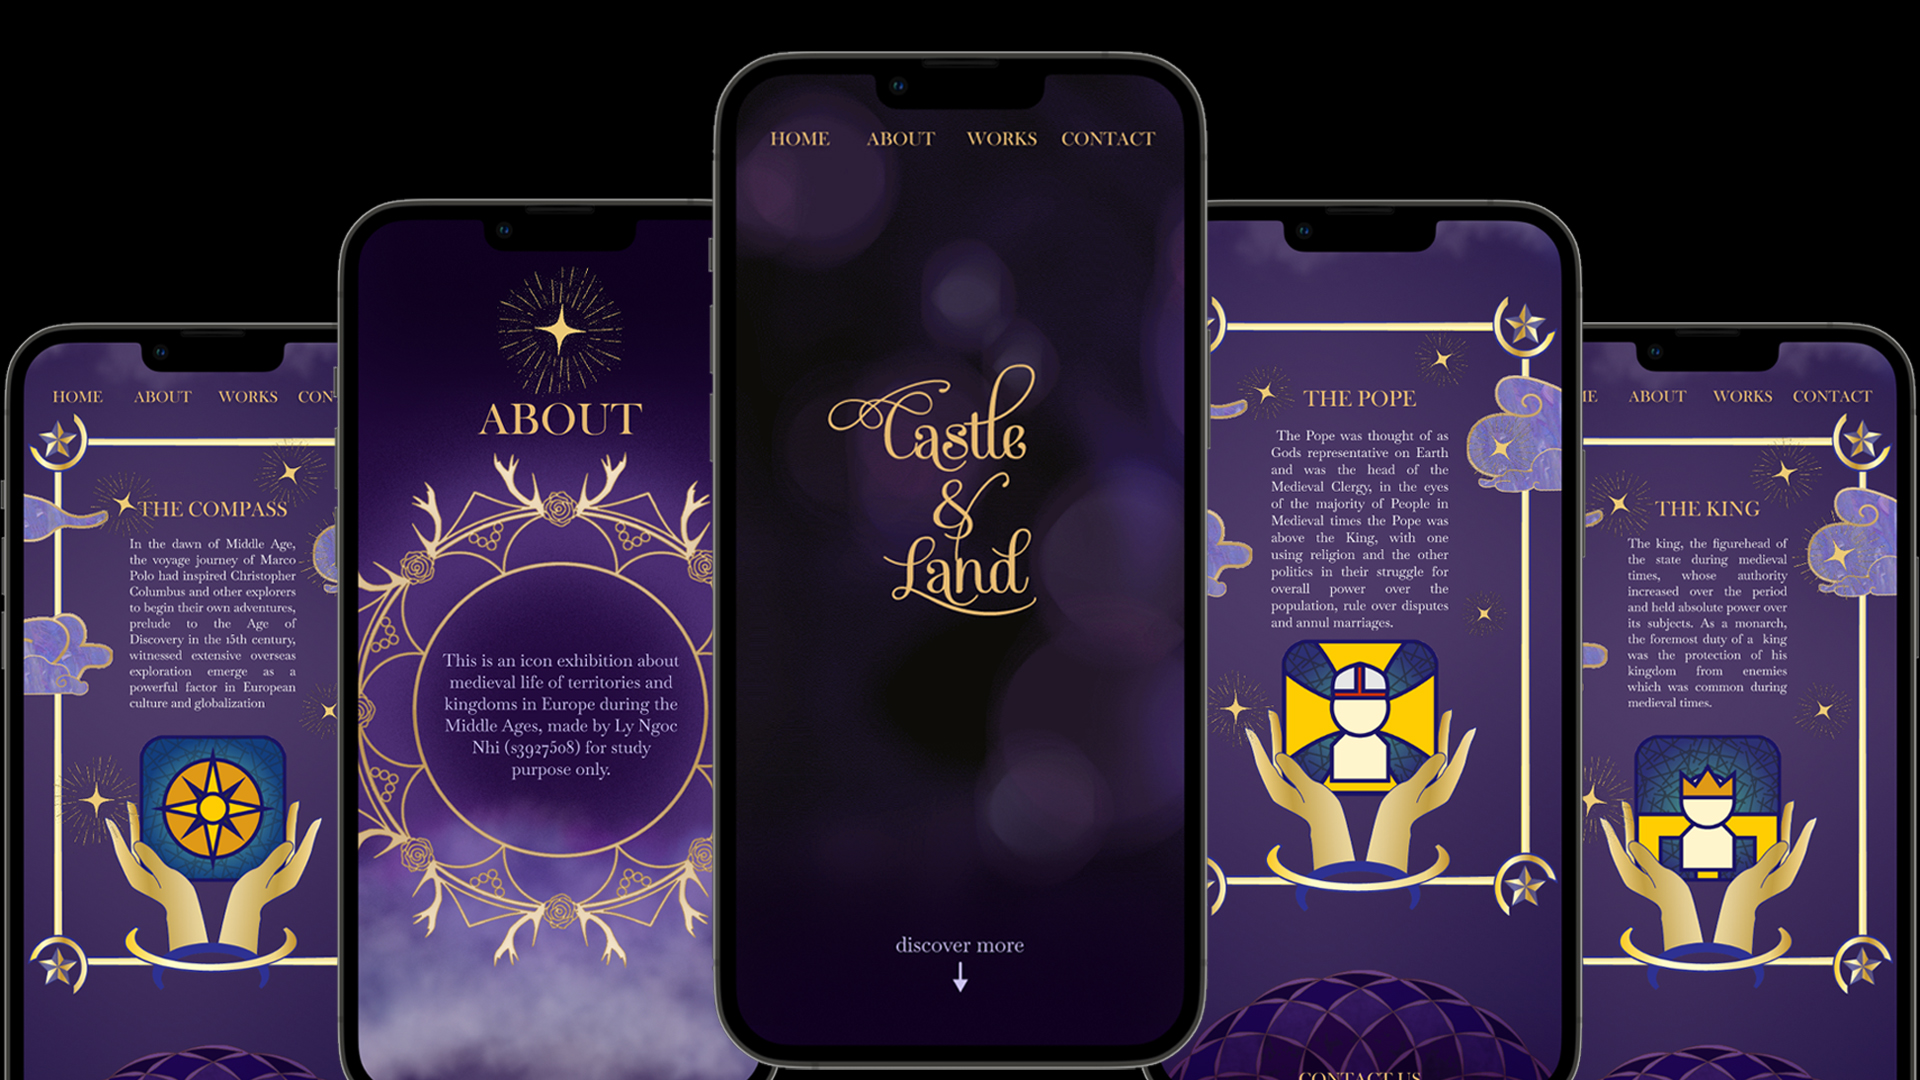 HOME ABOUT WORKS CON
THE COMPASS
In the dawn of Middle Age,
the voyage journey of Marco
Polo had inspired Christopher
Columbus and other explorers
to begin their own adventures,
prelude to the Age of
Discovery in the 15th century,
witnessed extensive overseas
exploration emerge as a
powerful factor in European
culture and globalization
ABOUT
This is an icon exhibition about
medieval life of territories and
kingdoms in Europe during the
Middle Ages, made by Ly Ngoc
Nhi (s3927508) for study
purpose only.
HOME ABOUT WORKS CONTACT
Castle
&
Land
discover more
THE POPE
The Pope was thought of as
Gods representative on Earth
and was the head of the
Medieval Clergy, in the eyes
of the majority of People in
Medieval times the Pope was
above the King, with one
using religion and the other
politics in their struggle for
overall power over the
population, rule over disputes
and annul marriages.
CONTACT US
ME ABOUT WORKS CONTACT
THE KING
The king, the figurehead of
the state during medieval
times, whose authority
increased over the period
and held absolute power over
its subjects. As a monarch,
the foremost duty of a king
was the protection of his
kingdom from enemies
which was common during
medieval times.